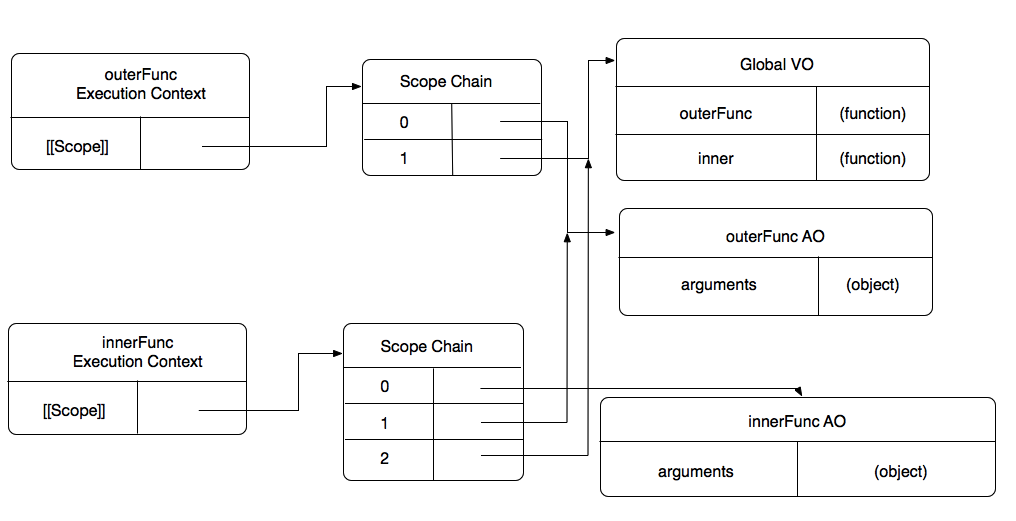 outerFunc
Execution Context
[[Scope]]
Scope Chain
0
1
Global VO
outerFunc (function)
inner (function)
outerFunc AO
arguments (object)
innerFunc
Execution Context
[[Scope]]
Scope Chain
0
1
2
innerFunc AO
arguments (object)